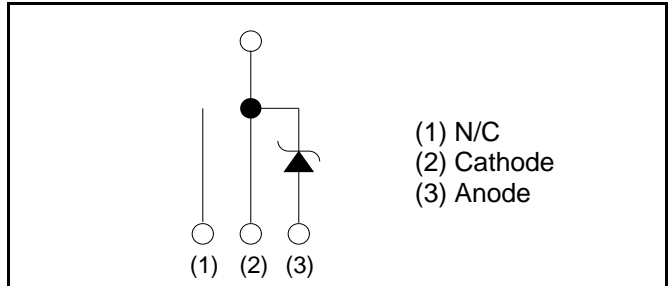 (1) N/C
(2) Cathode
(3) Anode
(1) (2) (3)